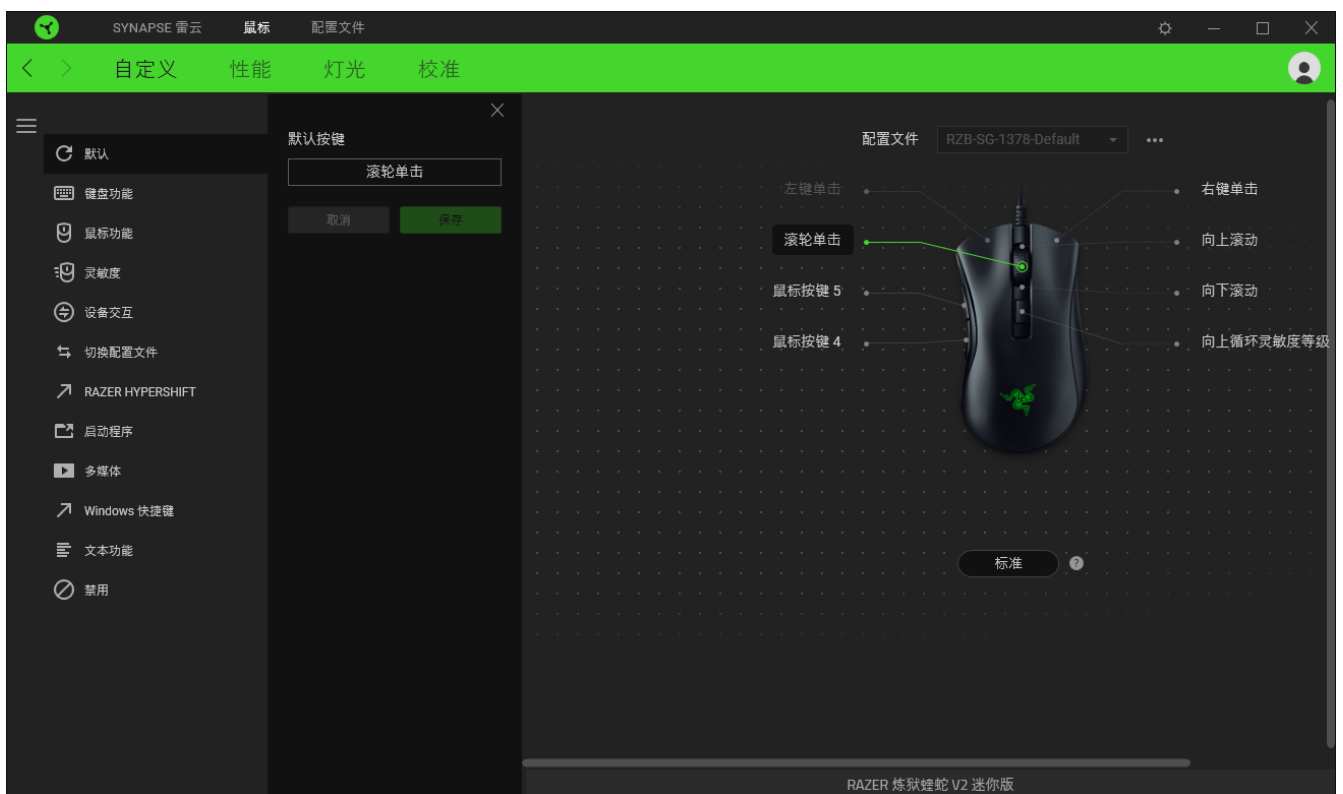 SYNAPSE 雷云 鼠标 配置文件
自定义 性能 灯光 校准
默认
键盘功能
鼠标功能
灵敏度
设备交互
切换配置文件
RAZER HYPERSHIFT
启动程序
多媒体
Windows 快捷键
文本功能
禁用
默认按键
滚轮单击
取消 保存
配置文件 RZB-SG-1378-Default
左键单击 右键单击
滚轮单击 向上滚动
鼠标按键 5 向下滚动
鼠标按键 4 向上循环灵敏度等级
标准 ?
RAZER 炼狱蝰蛇 V2 迷你版